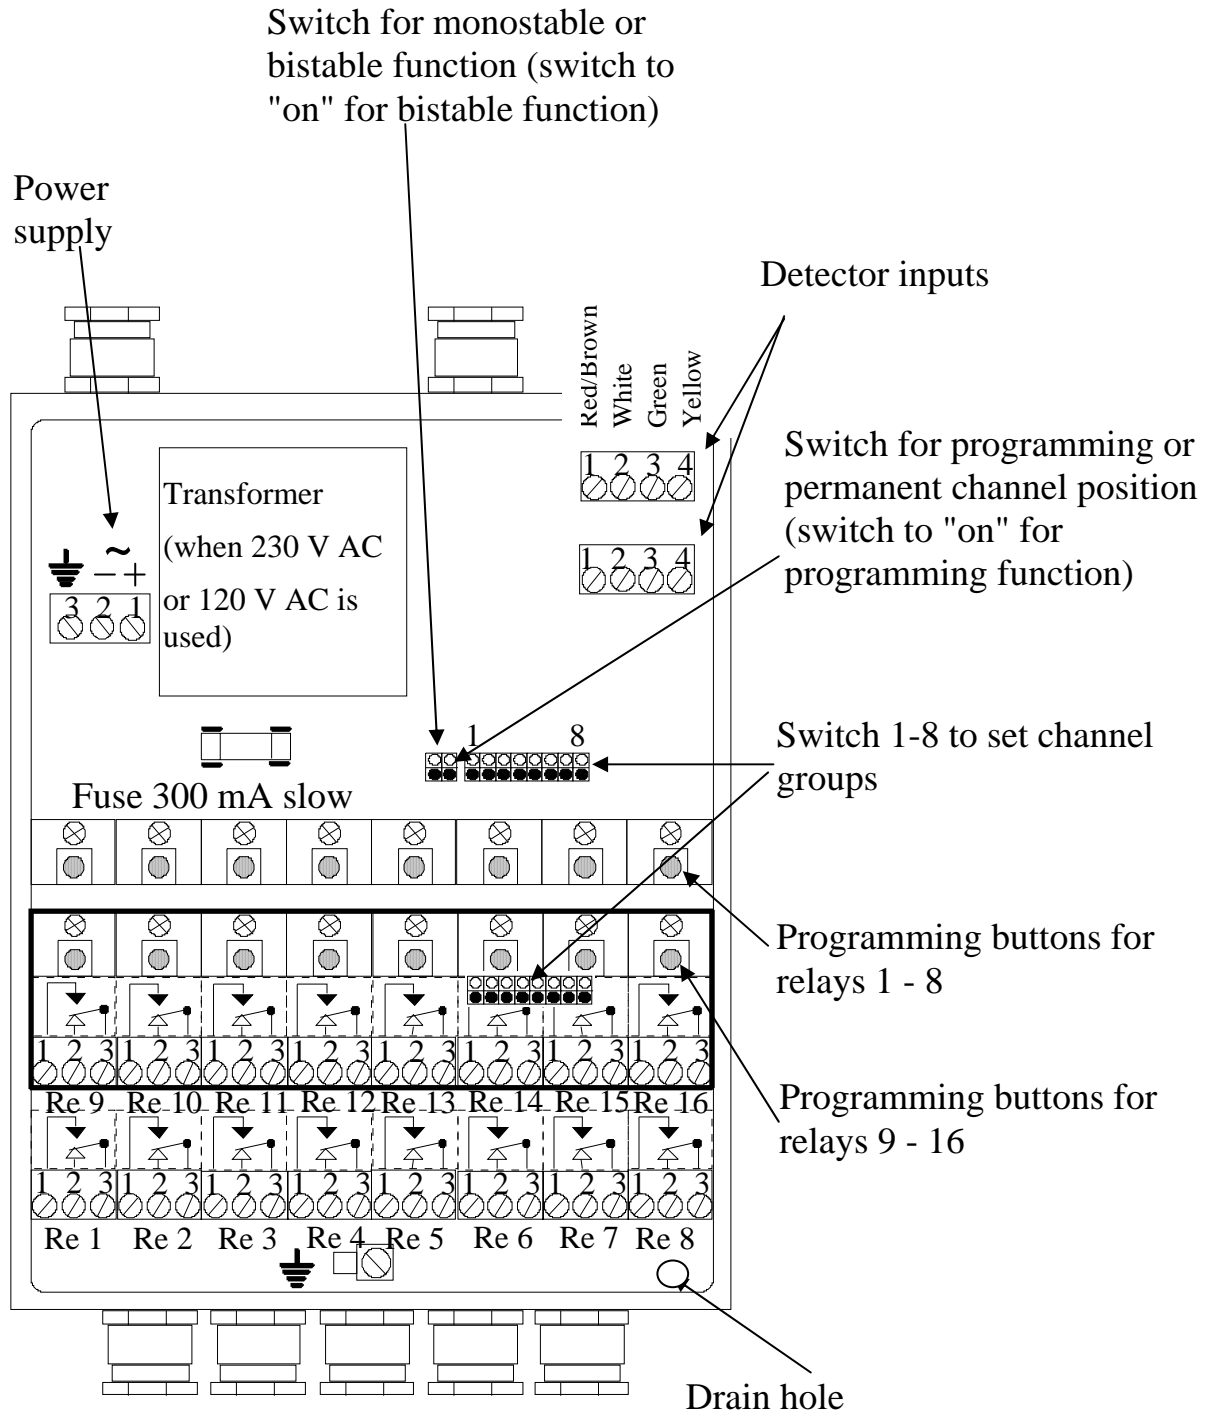 Switch for monostable or
bistable function (switch to
"on" for bistable function)
Power
supply
Detector inputs
Red/Brown
White
Green
Yellow
Switch for programming or
permanent channel position
(switch to "on" for
programming function)
1 2 3 4
Transformer
(when 230 V AC
or 120 V AC is
used)
~
− +
3 2 1
1 2 3 4
1 8
Switch 1-8 to set channel
groups
Fuse 300 mA slow
Programming buttons for
relays 1 - 8
1 2 3 1 2 3 1 2 3 1 2 3 1 2 3 1 2 3 1 2 3 1 2 3
Re 9 Re 10 Re 11 Re 12 Re 13 Re 14 Re 15 Re 16
Programming buttons for
relays 9 - 16
1 2 3 1 2 3 1 2 3 1 2 3 1 2 3 1 2 3 1 2 3 1 2 3
Re 1 Re 2 Re 3 Re 4 Re 5 Re 6 Re 7 Re 8
Drain hole